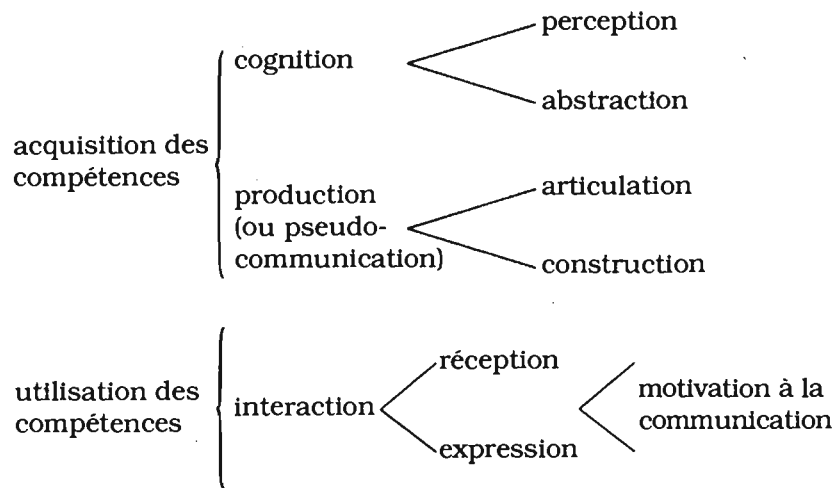 perception
cognition
abstraction
acquisition des
compétences
articulation
production
(ou pseudo-
communication)
construction
réception
utilisation des
compétences
interaction
motivation à la
communication
expression